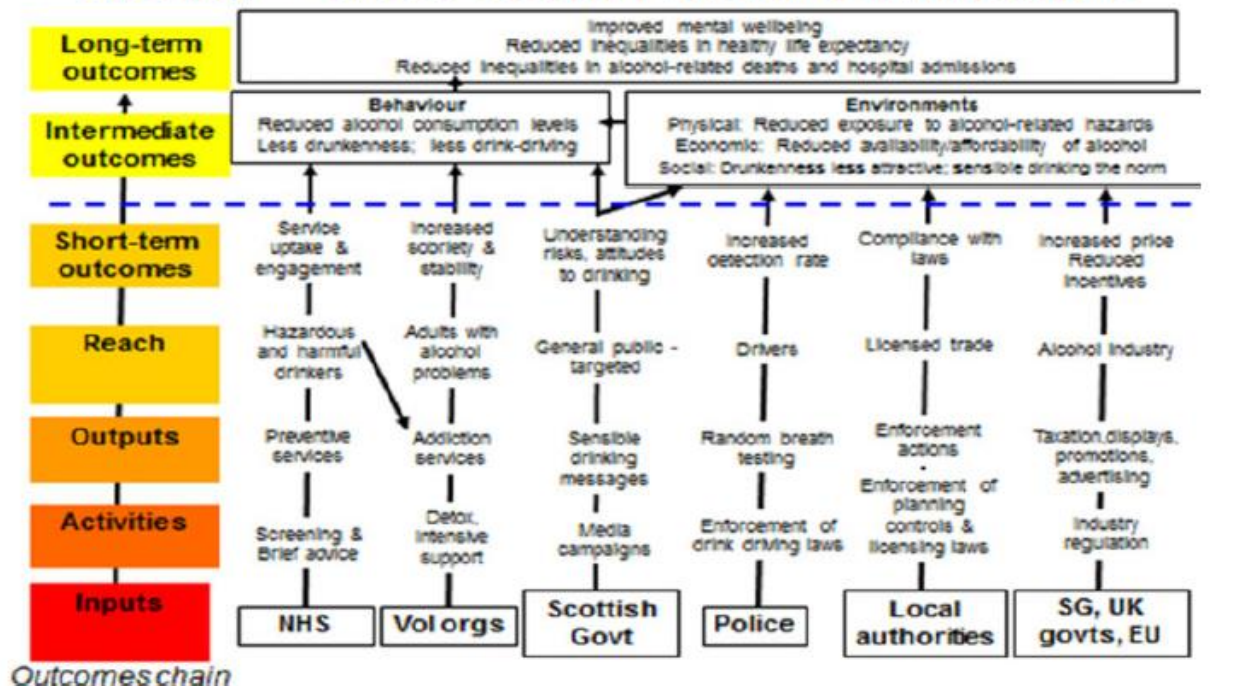 Long-term
outcomes
Improved mental wellbeing
Reduced Inequalities in healthy life expectancy
Reduced Inequalities in alcohol-related deaths and hospital admissions
Intermediate
outcomes
Behaviour
Reduced alcohol consumption levels
Less drunkenness; less drink-driving
Environments
Physical: Reduced exposure to alcohol-related hazards
Economic: Reduced availability/affordability of alcohol
Social: Drunkenness less attractive; sensible drinking the norm
Short-term
outcomes
Service
uptake &
engagement
Increased
sobriety &
stability
Understanding
risks, attitudes
to drinking
Increased
detection rate
Compliance with
laws
Increased price
Reduced
Incentives
Reach
Hazardous
and harmful
drinkers
Adults with
alcohol
problems
General public -
targeted
Drivers
Licensed trade
Alcohol Industry
Outputs
Preventive
services
Addiction
services
Sensible
drinking
messages
Random breath
testing
Enforcement
actions
Taxation,displays,
promotions,
advertising
Activities
Screening &
Brief advice
Detox,
Intensive
support
Media
campaigns
Enforcement of
drink driving laws
Enforcement of
planning
controls &
licensing laws
Industry
regulation
Inputs
NHS
Vol orgs
Scottish
Govt
Police
Local
authorities
SG, UK
govts, EU
Outcomes chain